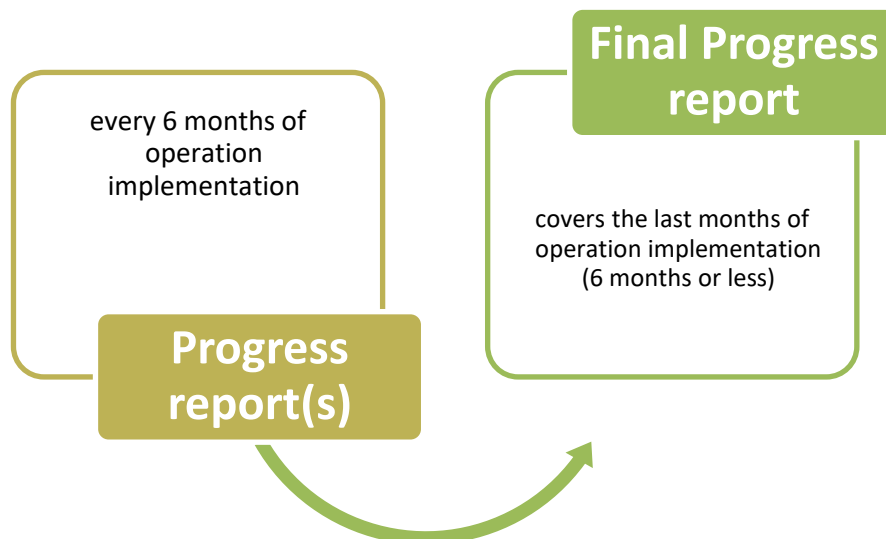 every 6 months of
operation
implementation
Progress
report(s)
Final Progress
report
covers the last months of
operation implementation
(6 months or less)